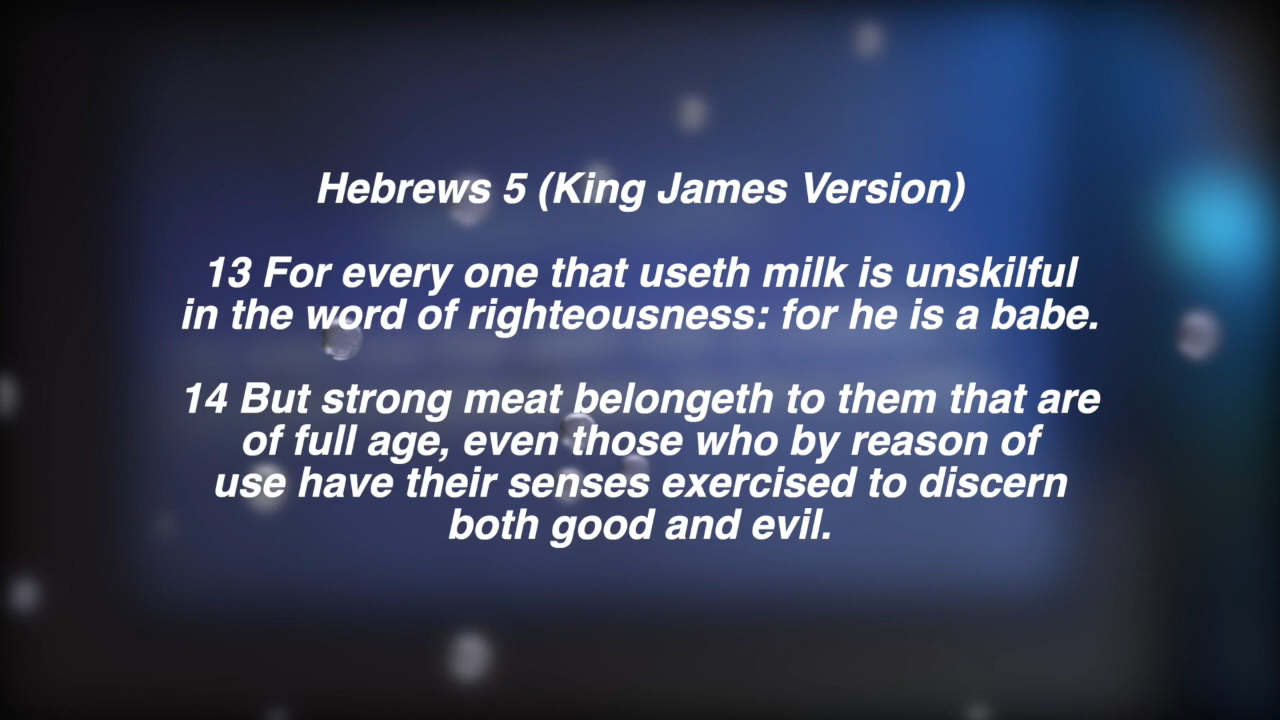 Hebrews 5 (King James Version)
13 For every one that useth milk is unskilful
in the word of righteousness: for he is a babe.
14 But strong meat belongeth to them that are
of full age, even those who by reason of
use have their senses exercised to discern
both good and evil.